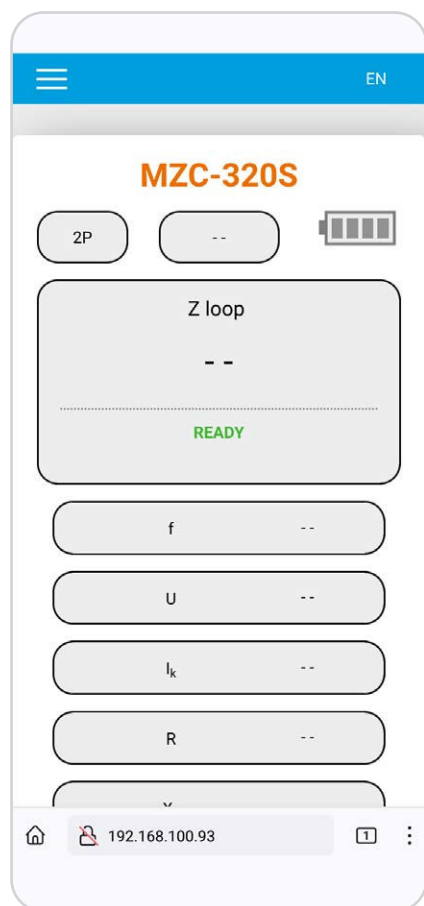 EN
MZC-320S
2P
--
Z loop
--
READY
f --
U --
Ik --
R --
192.168.100.93
1